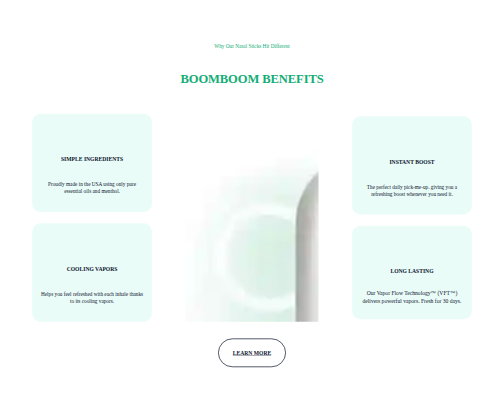 Why Our Nasal Sticks Hit Different
BOOMBOOM BENEFITS
SIMPLE INGREDIENTS
Proudly made in the USA using only pure
essential oils and menthol.
INSTANT BOOST
The perfect daily pick-me-up. giving you a
refreshing boost whenever you need it.
COOLING VAPORS
Helps you feel refreshed with each inhale thanks
to its cooling vapors.
LONG LASTING
Our Vapor Flow Technology™ (VFT™)
delivers powerful vapors. Fresh for 30 days.
LEARN MORE